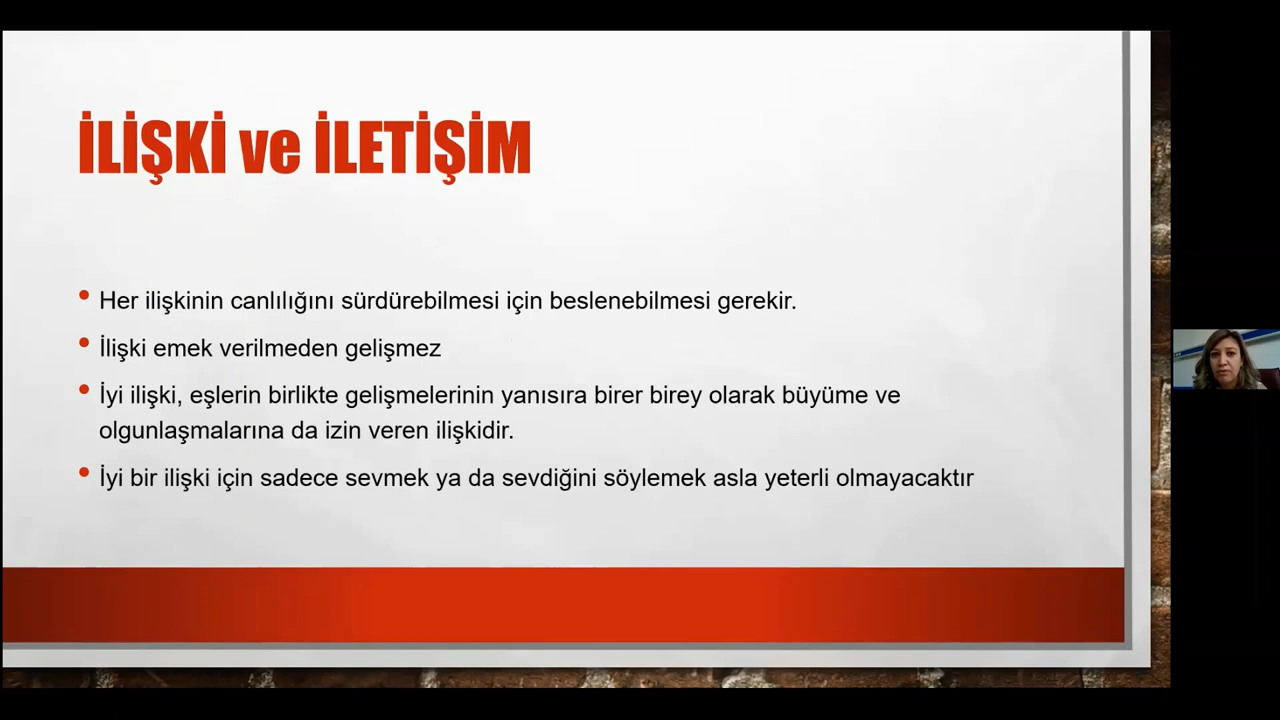 İLİŞKİ ve İLETİŞİM
• Her ilişkinin canlılığını sürdürebilmesi için beslenebilmesi gerekir.
• İlişki emek verilmeden gelişmez
• İyi ilişki, eşlerin birlikte gelişmelerinin yanısıra birer birey olarak büyüme ve
olgunlaşmalarına da izin veren ilişkidir.
• İyi bir ilişki için sadece sevmek ya da sevdiğini söylemek asla yeterli olmayacaktır